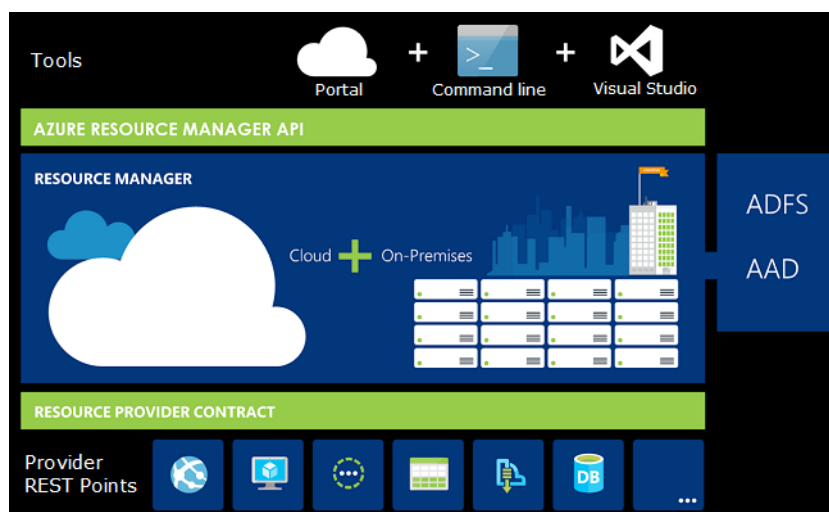 Tools
Portal
Command line
Visual Studio
AZURE RESOURCE MANAGER API
RESOURCE MANAGER
Cloud
On-Premises
ADFS
AAD
RESOURCE PROVIDER CONTRACT
Provider
REST Points
DB
...